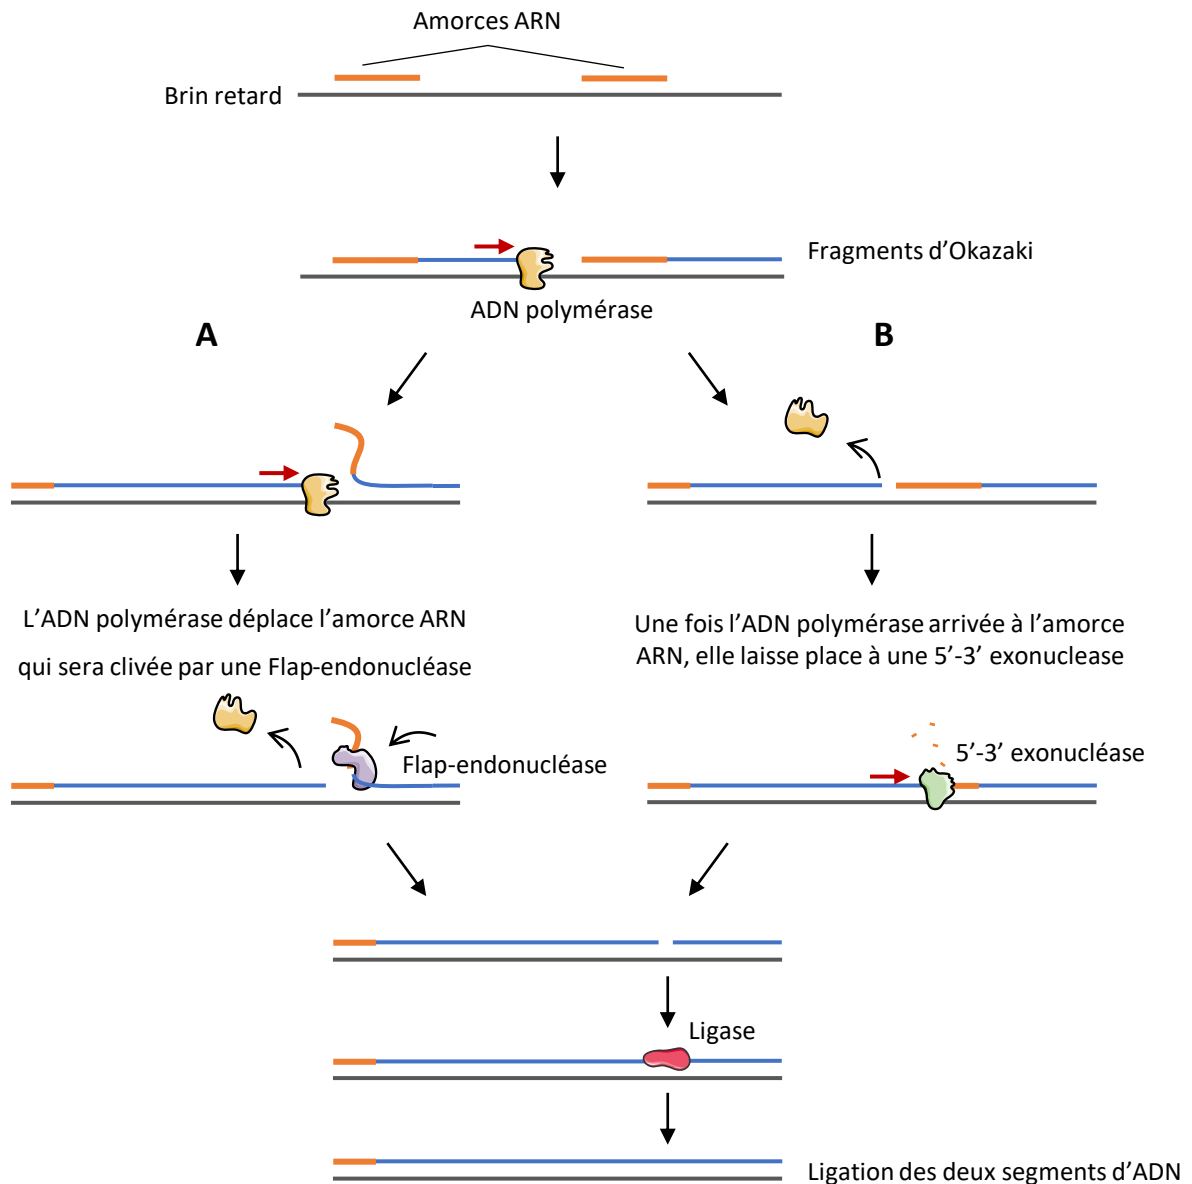 Amorces ARN
Brin retard
Fragments d’Okazaki
ADN polymérase
A
B
L’ADN polymérase déplace l’amorce ARN
qui sera clivée par une Flap-endonucléase
Une fois l’ADN polymérase arrivée à l’amorce
ARN, elle laisse place à une 5’-3’ exonuclease
Flap-endonucléase
5’-3’ exonucléase
Ligase
Ligation des deux segments d’ADN